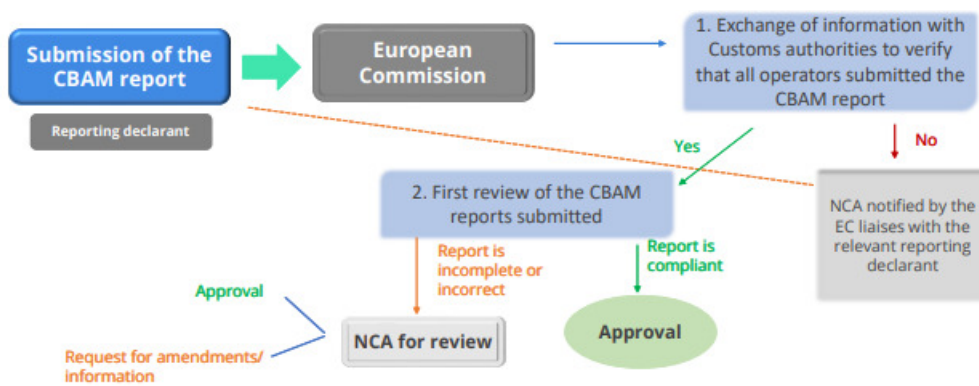 Submission of the
CBAM report
Reporting declarant
European
Commission
1. Exchange of information with
Customs authorities to verify
that all operators submitted the
CBAM report
Yes
No
2. First review of the CBAM
reports submitted
NCA notified by the
EC liaises with the
relevant reporting
declarant
Report is
incomplete or
incorrect
Report is
compliant
Approval
Request for amendments/
information
NCA for review
Approval